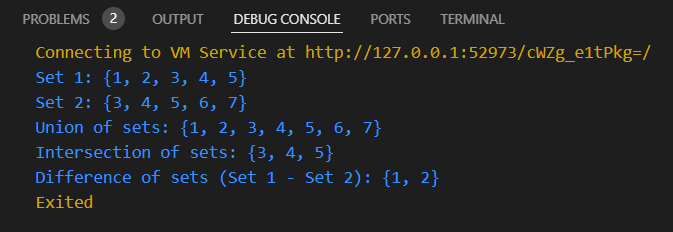 PROBLEMS 2 OUTPUT DEBUG CONSOLE PORTS TERMINAL
Connecting to VM Service at http://127.0.0.1:52973/cWZg_e1tPkg=/
Set 1: {1, 2, 3, 4, 5}
Set 2: {3, 4, 5, 6, 7}
Union of sets: {1, 2, 3, 4, 5, 6, 7}
Intersection of sets: {3, 4, 5}
Difference of sets (Set 1 - Set 2): {1, 2}
Exited